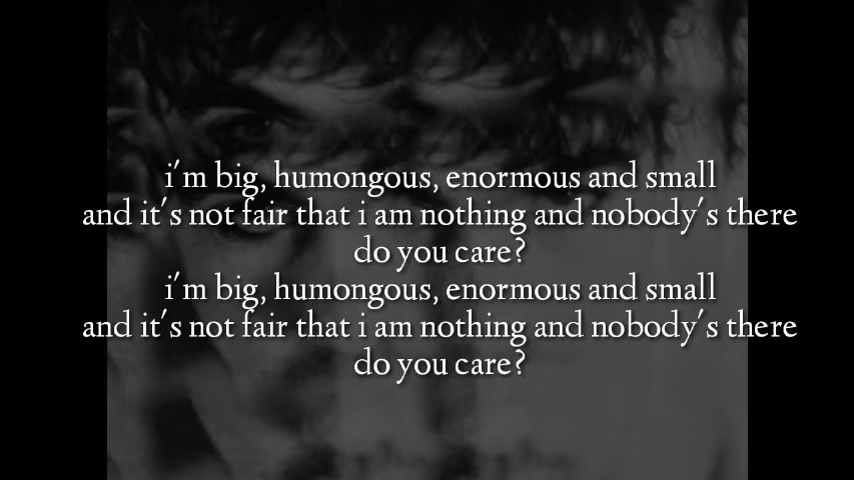 i'm big, humongous, enormous and small
and it's not fair that i am nothing and nobody's there
do you care?
i'm big, humongous, enormous and small
and it's not fair that i am nothing and nobody's there
do you care?